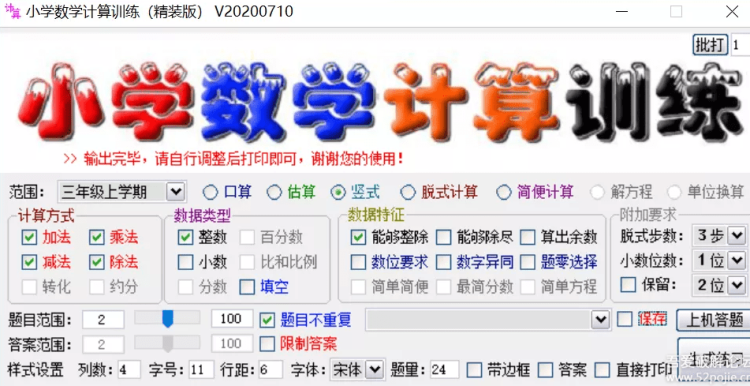 计算 小学数学计算训练（精装版） V20200710
批打 1
小学数学计算训练
>> 输出完毕，请自行调整后打印即可，谢谢您的使用！
范围： 三年级上学期 口算 估算 竖式 脱式计算 简便计算 解方程 单位换算
计算方式 数据类型 数据特征 附加要求
加法 乘法 整数 百分数 能够整除 能够除尽 算出余数 脱式步数： 3步
减法 除法 小数 比和比例 数位要求 数字异同 题零选择 小数位数： 1位
转化 约分 分数 填空 简单简便 最简分数 简单方程 保留： 2位
题目范围： 2 100 题目不重复 保存 上机答题
答案范围： 2 100 限制答案
样式设置 列数： 4 字号： 11 行距： 6 字体： 宋体 题量： 24 带边框 答案 直接打印 生成练习
www.52pojie.cn